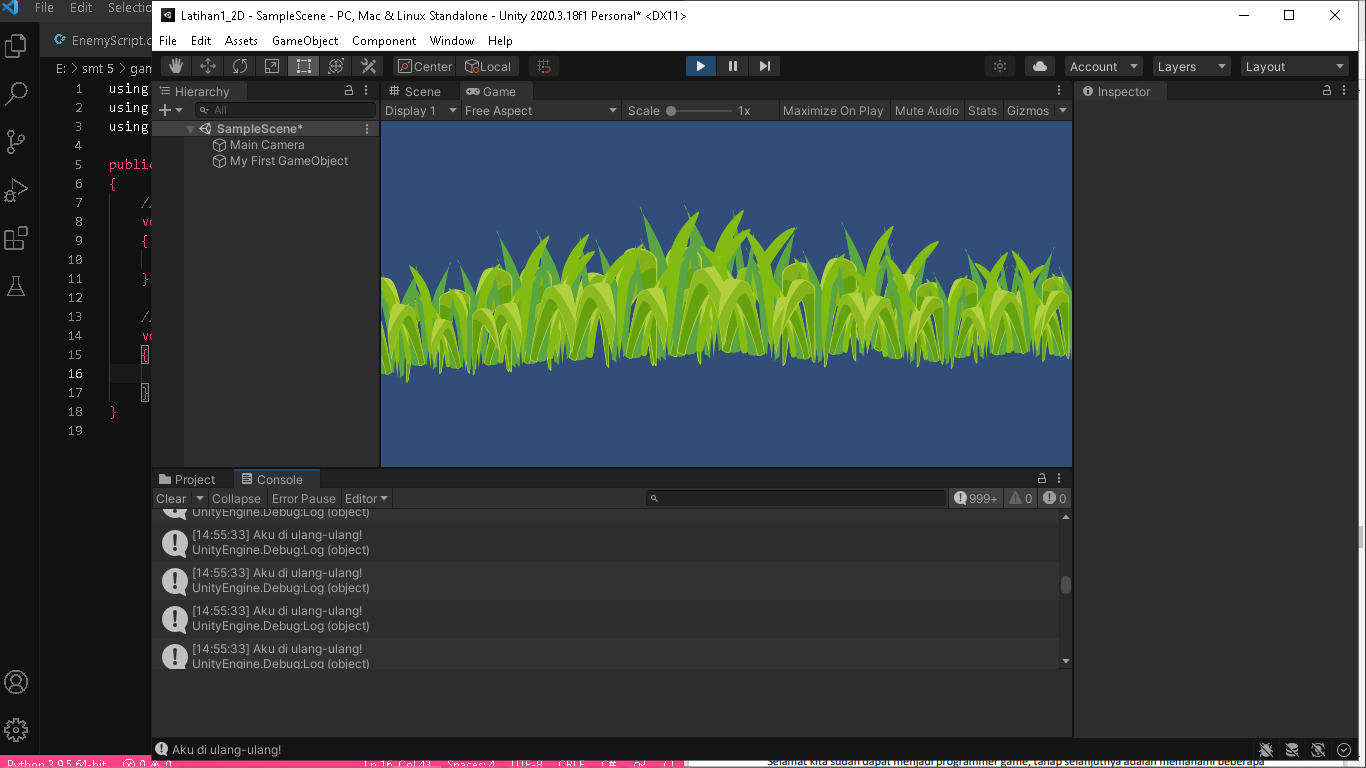 File Edit Selectio
EnemyScript.c
E: > smt 5 > gam
1 using
2 using
3 using
4
5 public
6 {
7 //
8 vo
9 {
10
11 }
12
13 //
14 vo
15 {
16
17 }
18 }
19
Latihan1_2D - SampleScene - PC, Mac & Linux Standalone - Unity 2020.3.18f1 Personal* <DX11>
File Edit Assets GameObject Component Window Help
Center Local Account Layers Layout
Hierarchy
All
SampleScene*
Main Camera
My First GameObject
Scene Game
Display 1 Free Aspect Scale 1x Maximize On Play Mute Audio Stats Gizmos
Inspector
Project Console
Clear Collapse Error Pause Editor 999+ 0 0
UnityEngine.Debug:Log (object)
[14:55:33] Aku di ulang-ulang!
UnityEngine.Debug:Log (object)
[14:55:33] Aku di ulang-ulang!
UnityEngine.Debug:Log (object)
[14:55:33] Aku di ulang-ulang!
UnityEngine.Debug:Log (object)
[14:55:33] Aku di ulang-ulang!
UnityEngine.Debug:Log (object)
Aku di ulang-ulang!
Python 3.9.5 64-bit 0 0 Ln 16, Col 43 Spaces: 4 UTF-8 CRLF C#
Selamat kita sudah dapat menjadi programmer game, tahap selanjutnya adalah memahami beberapa